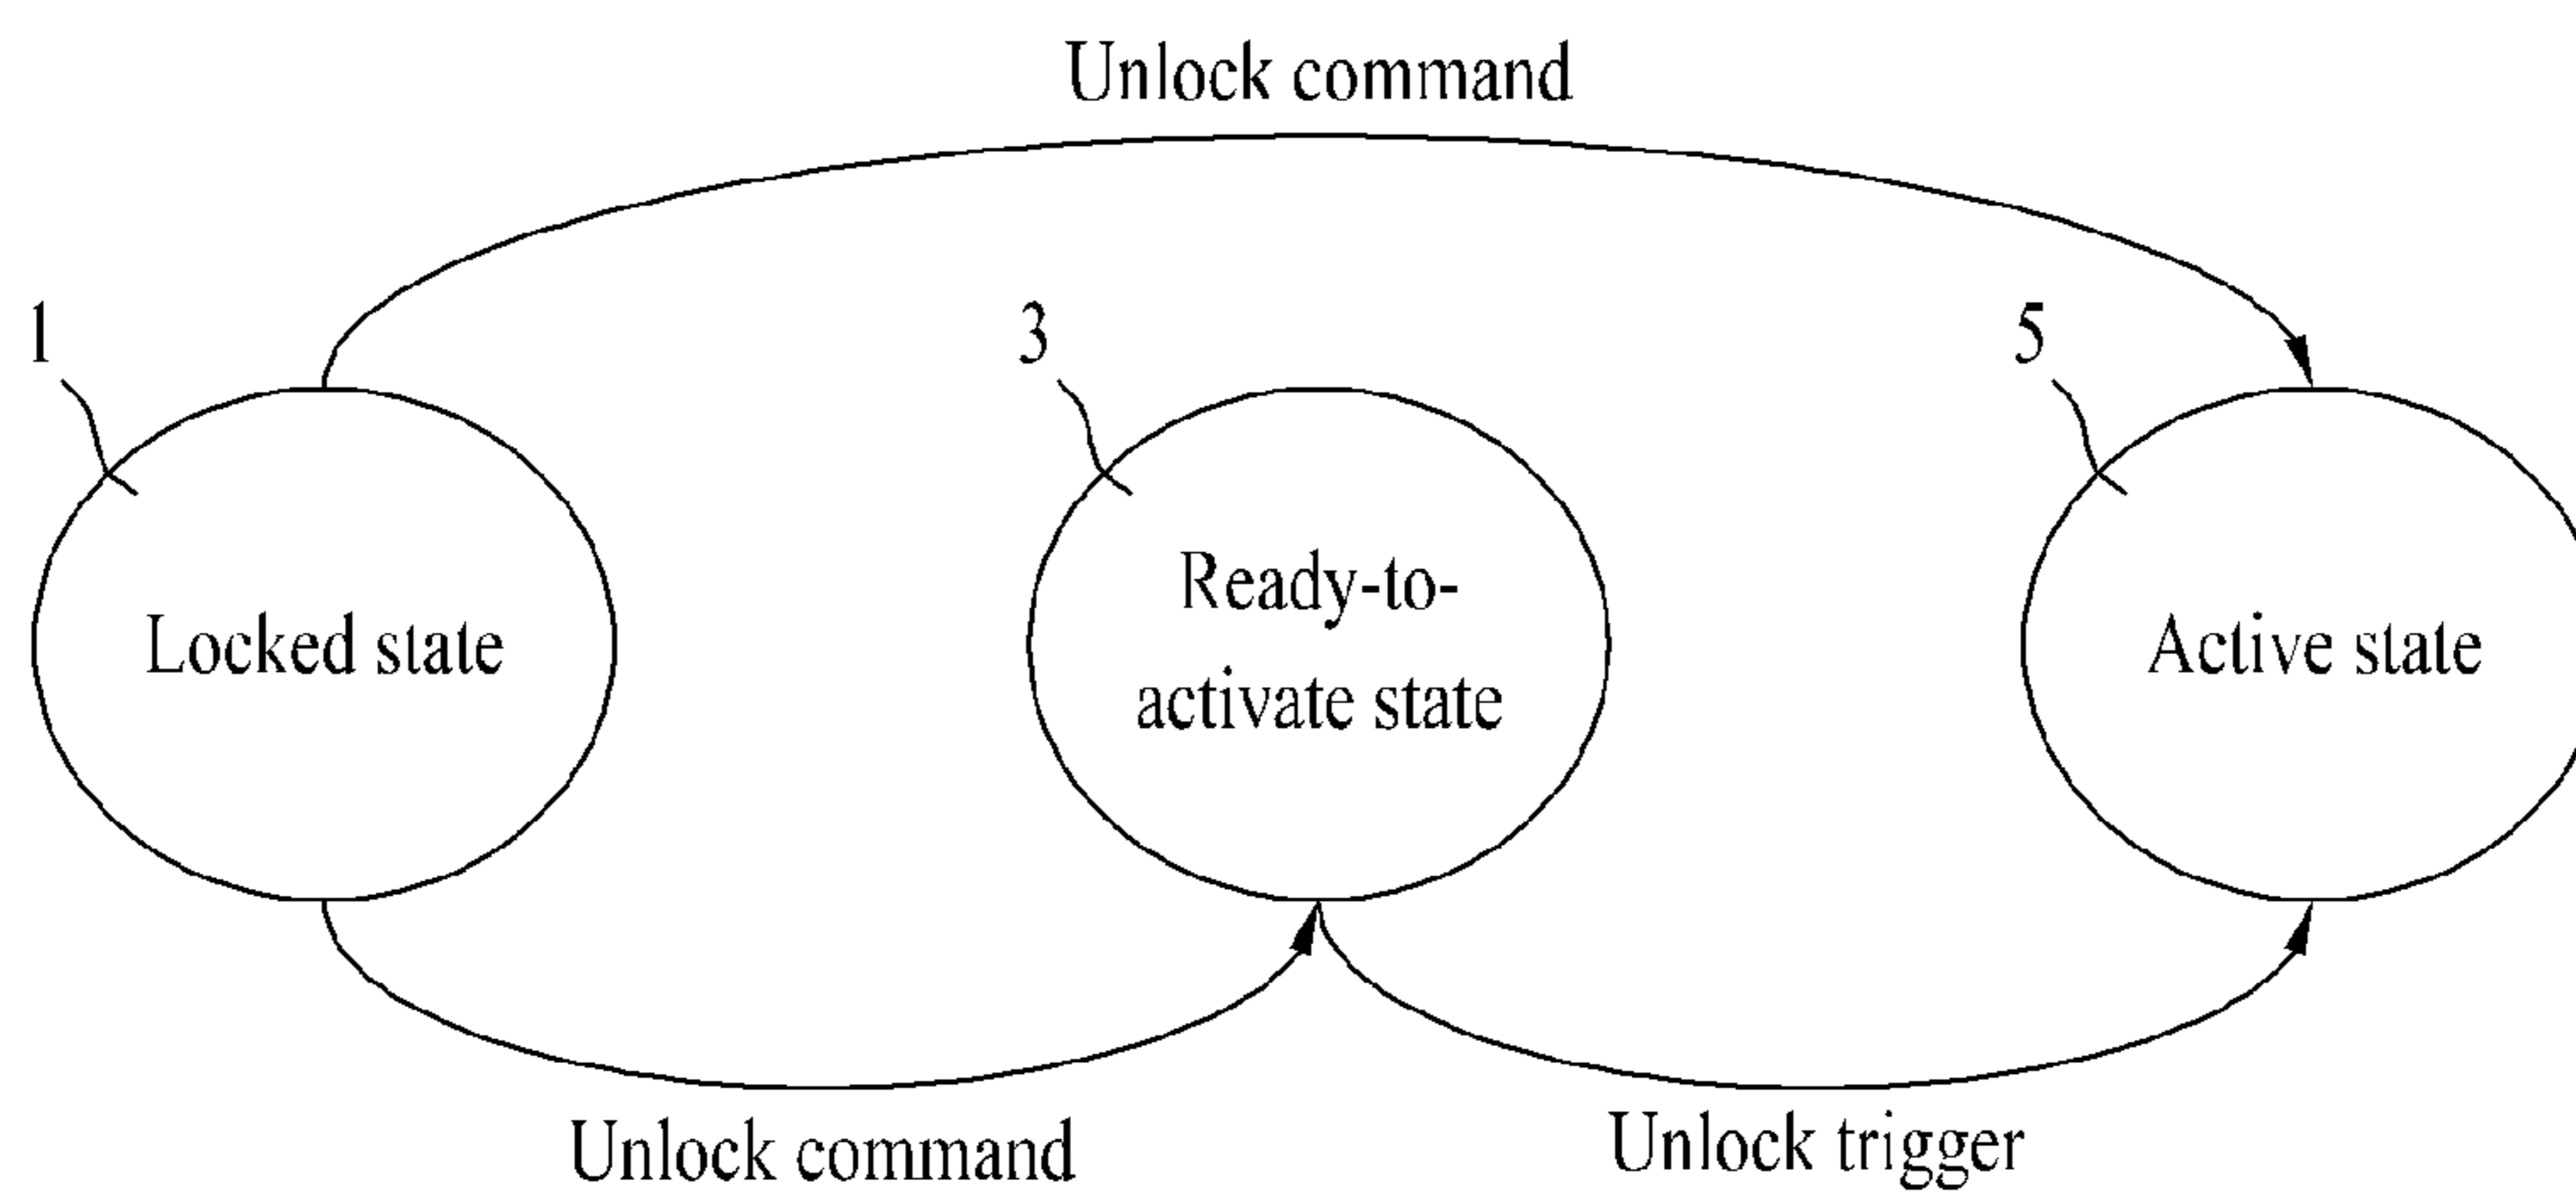 Unlock command
1
3
5
Locked state
Ready-to-
activate state
Active state
Unlock command
Unlock trigger